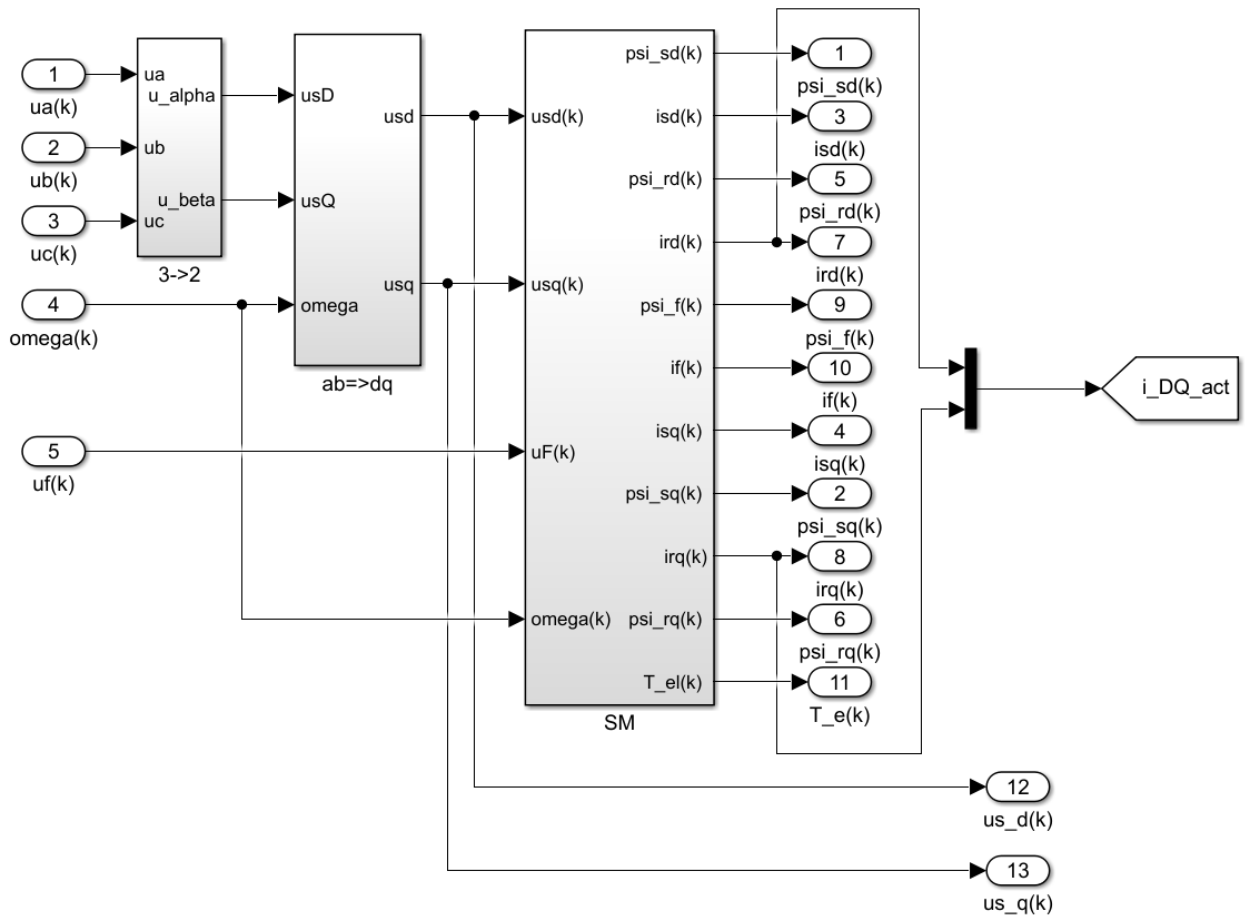 1
ua(k)
2
ub(k)
3
uc(k)
4
omega(k)
5
uf(k)
ua
u_alpha
ub
u_beta
uc
3->2
usD
usd
usQ
usq
omega
ab=>dq
usd(k)
usq(k)
uF(k)
omega(k)
psi_sd(k)
isd(k)
psi_rd(k)
ird(k)
psi_f(k)
if(k)
isq(k)
psi_sq(k)
irq(k)
psi_rq(k)
T_el(k)
SM
1
psi_sd(k)
3
isd(k)
5
psi_rd(k)
7
ird(k)
9
psi_f(k)
10
if(k)
4
isq(k)
2
psi_sq(k)
8
irq(k)
6
psi_rq(k)
11
T_e(k)
i_DQ_act
12
us_d(k)
13
us_q(k)